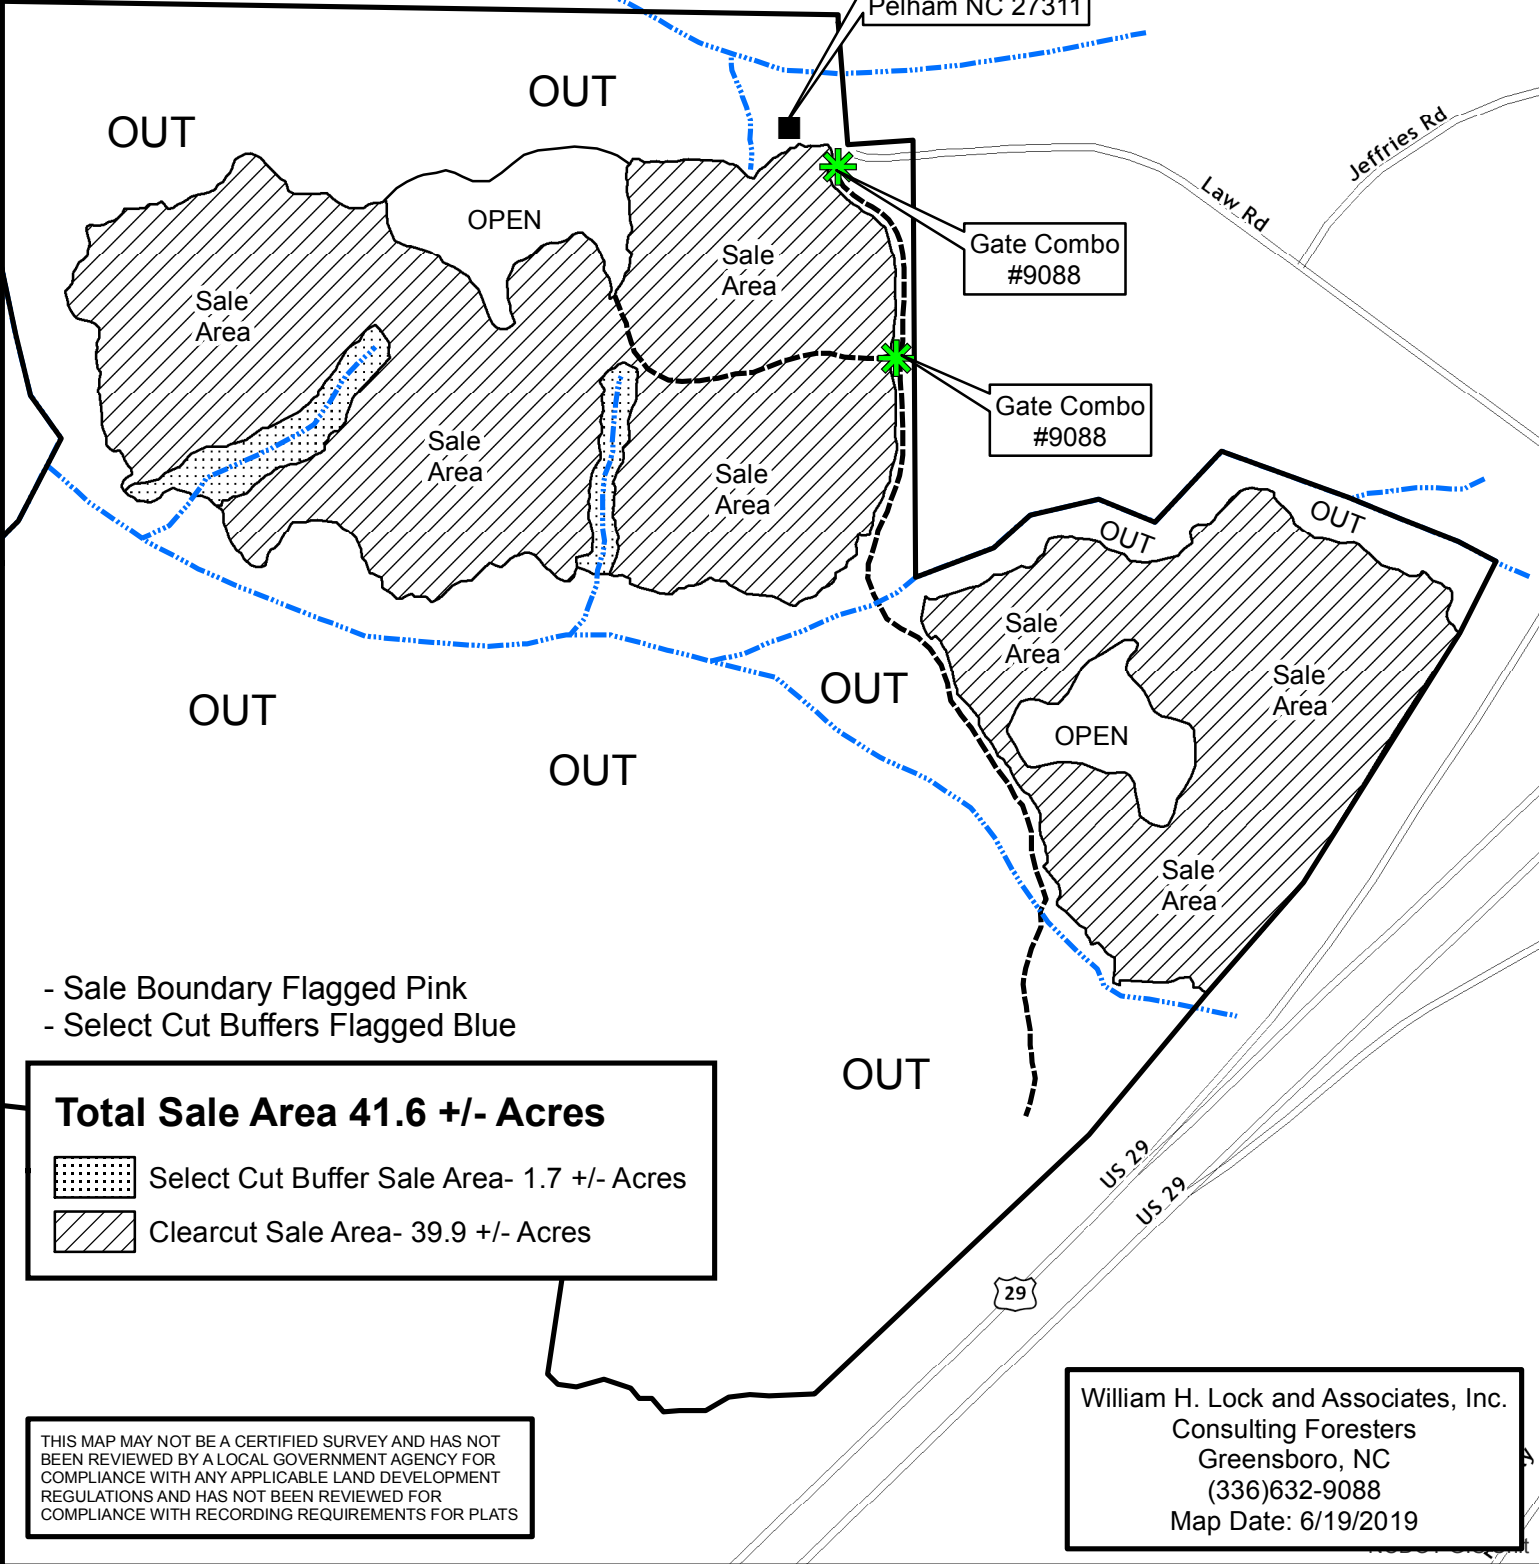 Pelham NC 27311
OUT
OUT
Jeffries Rd
Law Rd
OPEN
Gate Combo
#9088
Sale
Area
Sale
Area
Gate Combo
#9088
Sale
Area
Sale
Area
OUT
OUT
Sale
Area
Sale
Area
OUT
OUT
OPEN
OUT
Sale
Area
- Sale Boundary Flagged Pink
- Select Cut Buffers Flagged Blue
OUT
Total Sale Area 41.6 +/- Acres
Select Cut Buffer Sale Area- 1.7 +/- Acres
Clearcut Sale Area- 39.9 +/- Acres
US 29
US 29
29
THIS MAP MAY NOT BE A CERTIFIED SURVEY AND HAS NOT
BEEN REVIEWED BY A LOCAL GOVERNMENT AGENCY FOR
COMPLIANCE WITH ANY APPLICABLE LAND DEVELOPMENT
REGULATIONS AND HAS NOT BEEN REVIEWED FOR
COMPLIANCE WITH RECORDING REQUIREMENTS FOR PLATS
William H. Lock and Associates, Inc.
Consulting Foresters
Greensboro, NC
(336)632-9088
Map Date: 6/19/2019